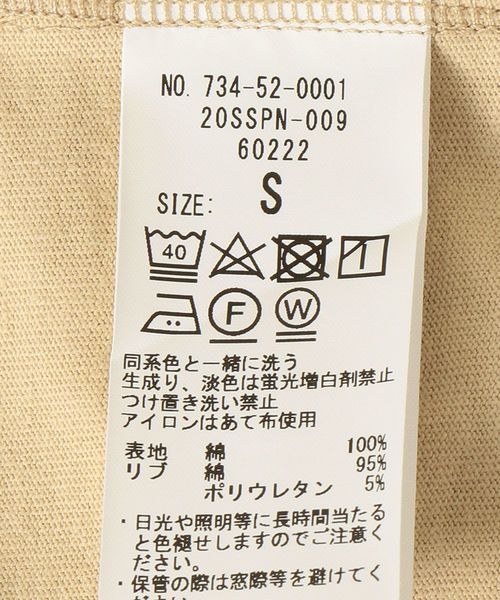 NO. 734-52-0001
20SSPN-009
60222
SIZE: S
40
F W
同系色と一緒に洗う
生成り、淡色は蛍光増白剤禁止
つけ置き洗い禁止
アイロンはあて布使用
表地 綿 100%
リブ 綿 95%
ポリウレタン 5%
・日光や照明等に長時間当たる
と色褪せしますのでご注意く
ださい。
・保管の際は窓際等を避けてく